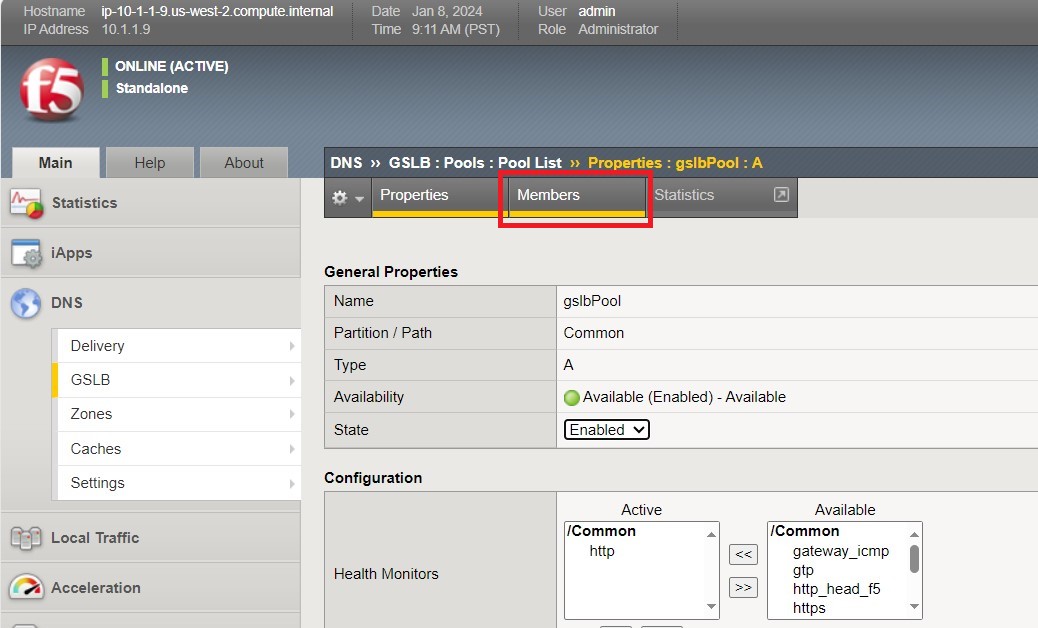 Hostname ip-10-1-1-9.us-west-2.compute.internal Date Jan 8, 2024 User admin
IP Address 10.1.1.9 Time 9:11 AM (PST) Role Administrator
f5
ONLINE (ACTIVE)
Standalone
Main Help About
DNS ›› GSLB : Pools : Pool List ›› Properties : gslbPool : A
Properties Members Statistics
Statistics
iApps
DNS
Delivery
GSLB
Zones
Caches
Settings
Local Traffic
Acceleration
General Properties
Name gslbPool
Partition / Path Common
Type A
Availability Available (Enabled) - Available
State Enabled
Configuration
Health Monitors
Active
/Common
http
<<
>>
Available
/Common
gateway_icmp
gtp
http_head_f5
https